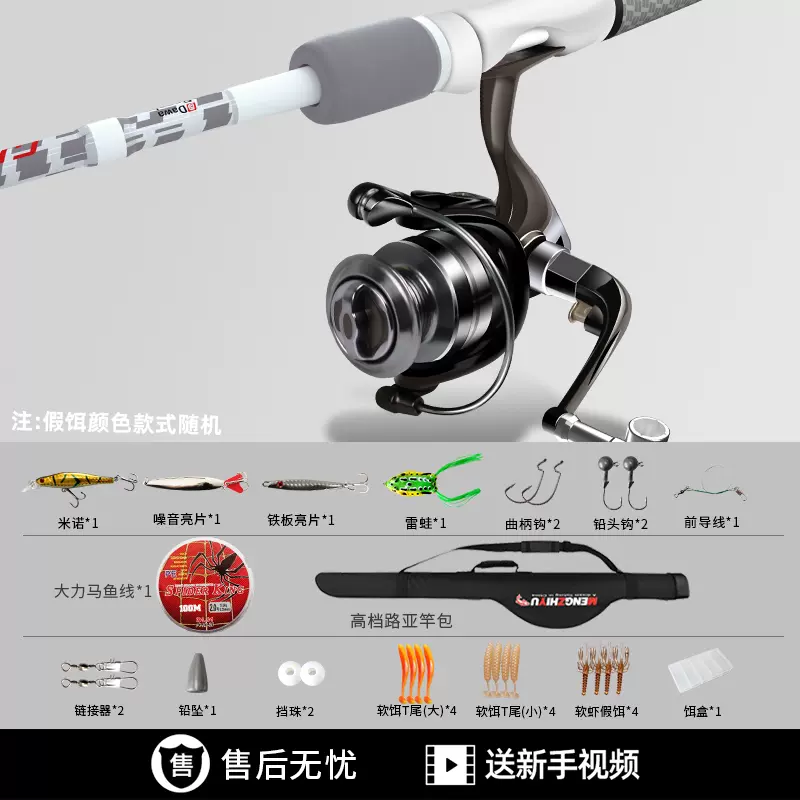 Dawa
注:假饵颜色款式随机
米诺*1
噪音亮片*1
铁板亮片*1
雷蛙*1
曲柄钩*2
铅头钩*2
前导线*1
大力马鱼线*1
PE
SPIDER KING
100M
2.0
MENGZHIYU
高档路亚竿包
链接器*2
铅坠*1
挡珠*2
软饵T尾(大)*4
软饵T尾(小)*4
软虾假饵*4
饵盒*1
售
售后无忧
送新手视频